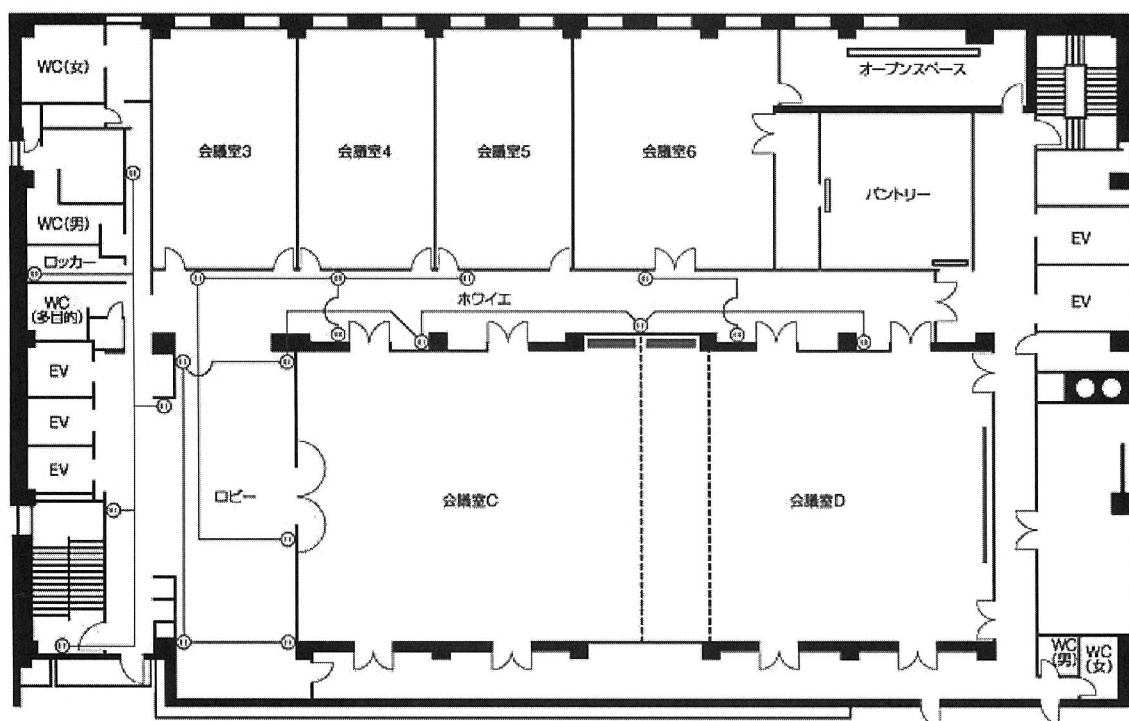 WC(女)
オープンスペース
会議室3
会議室4
会議室5
会議室6
パントリー
WC(男)
ロッカー
EV
ホワイエ
WC
(多目的)
EV
EV
EV
EV
ロビー
会議室C
会議室D
WC
(男)
WC
(女)